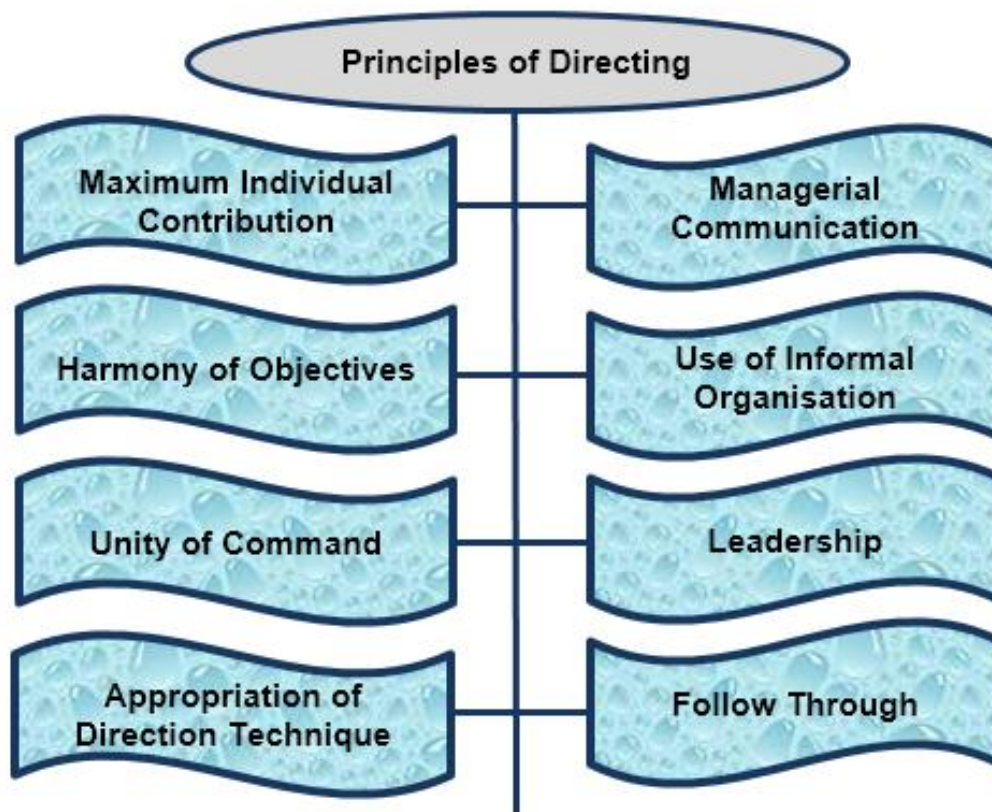 Principles of Directing
Maximum Individual
Contribution
Managerial
Communication
Harmony of Objectives
Use of Informal
Organisation
Unity of Command
Leadership
Appropriation of
Direction Technique
Follow Through